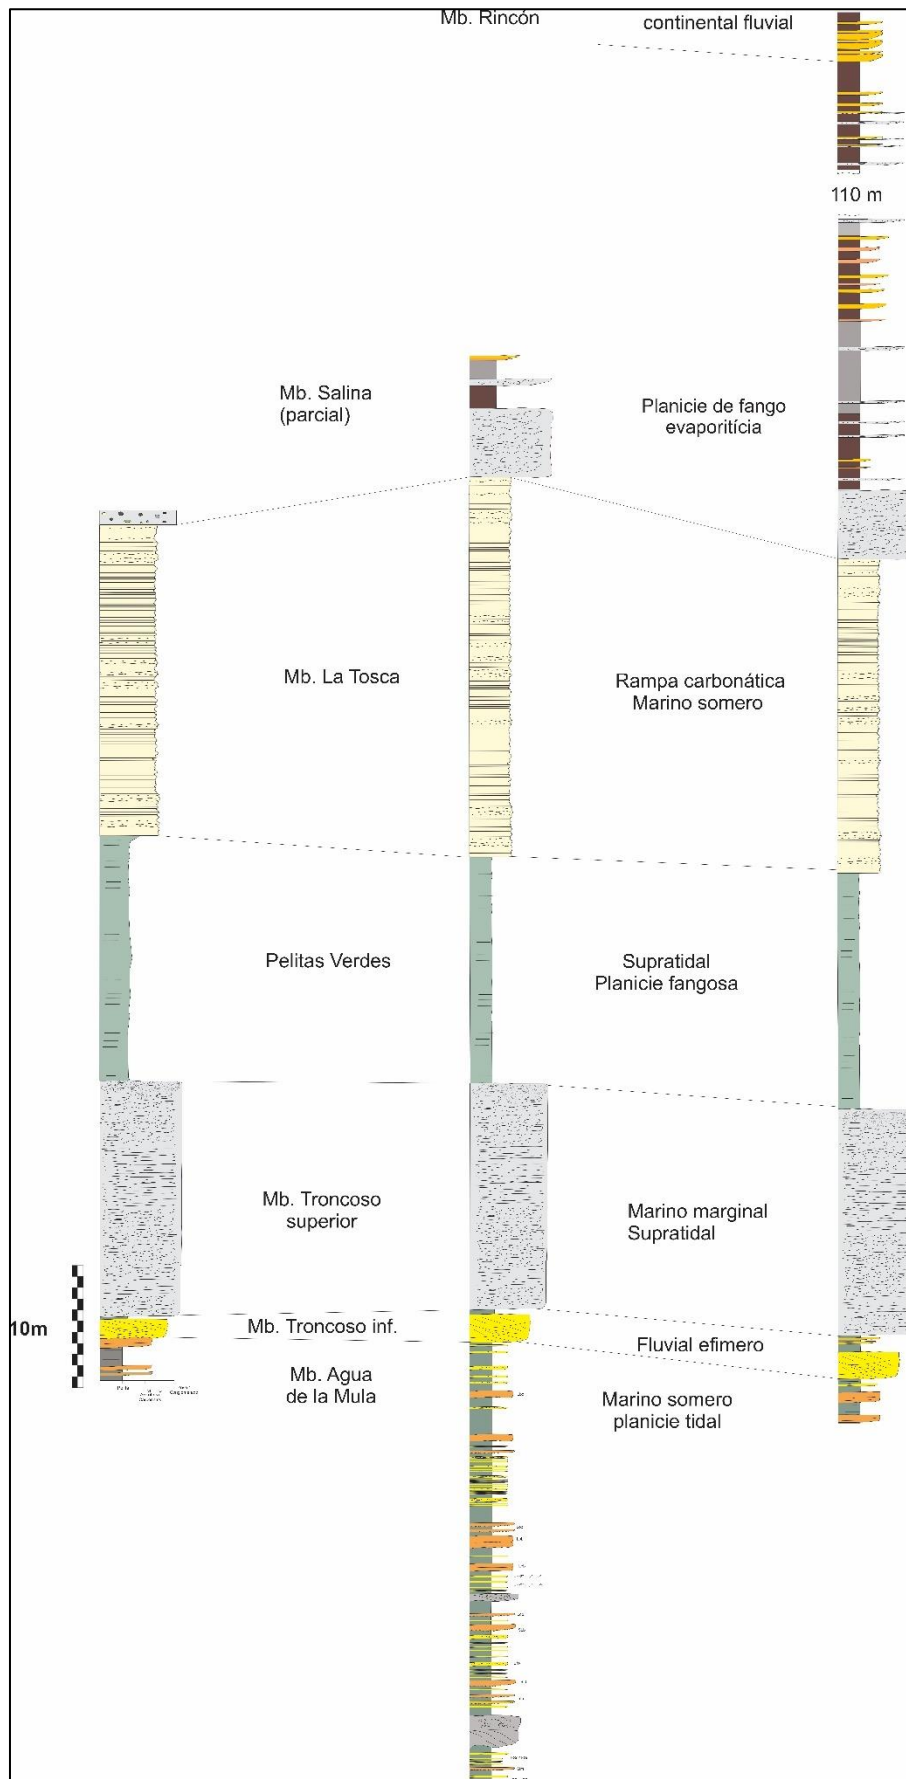 Mb. Rincón
continental fluvial
110 m
Mb. Salina
(parcial)
Planicie de fango
evaporitícia
Mb. La Tosca
Rampa carbonática
Marino somero
Pelitas Verdes
Supratidal
Planicie fangosa
Mb. Troncoso
superior
Marino marginal
Supratidal
10m
Mb. Troncoso inf.
Fluvial efimero
Mb. Agua
de la Mula
Marino somero
planicie tidal